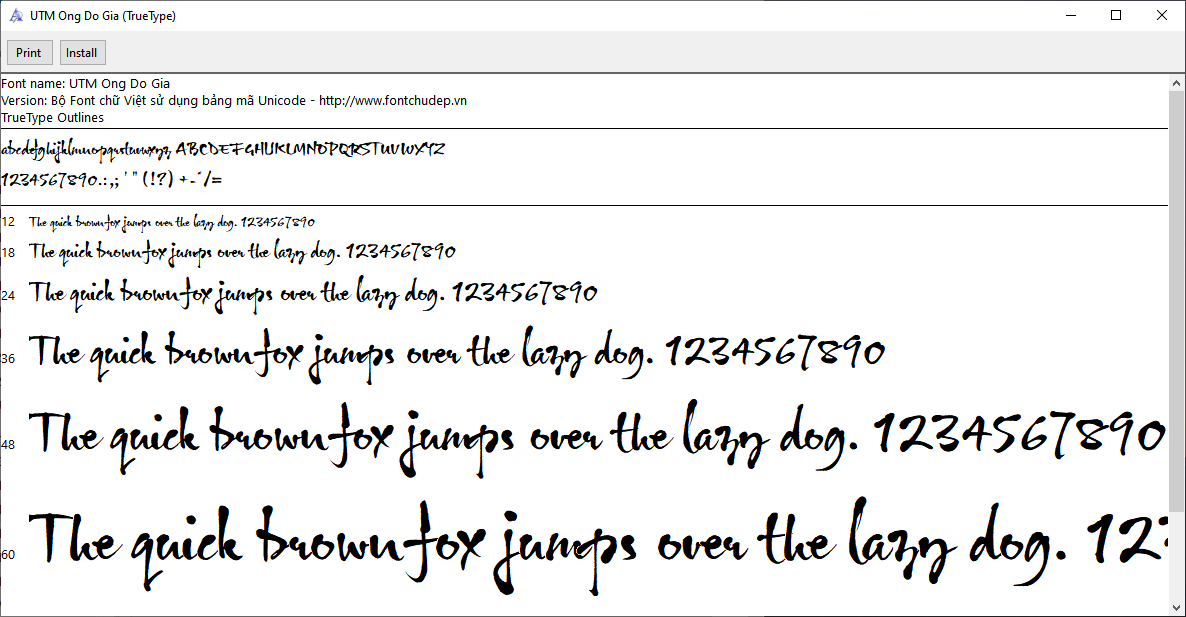 UTM Ong Do Gia (TrueType)
Print Install
Font name: UTM Ong Do Gia
Version: Bộ Font chữ Việt sử dụng bảng mã Unicode - http://www.fontchudep.vn
TrueType Outlines
abcdefghijklmnopqrstuvwxyz ABCDEFGHIJKLMNOPQRSTUVWXYZ
1234567890.:,; ' " (!?) +-*/=
12 The quick brown fox jumps over the lazy dog. 1234567890
18 The quick brown fox jumps over the lazy dog. 1234567890
24 The quick brown fox jumps over the lazy dog. 1234567890
36 The quick brown fox jumps over the lazy dog. 1234567890
48 The quick brown fox jumps over the lazy dog. 1234567890
60 The quick brown fox jumps over the lazy dog. 123